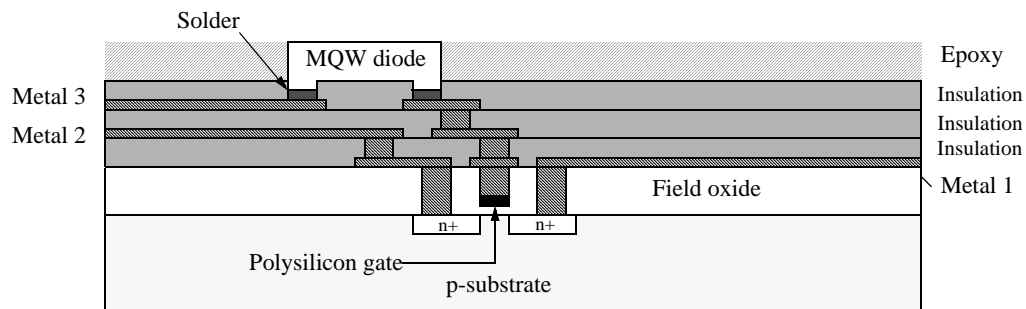 Solder
MQW diode
Epoxy
Metal 3
Insulation
Metal 2
Insulation
Insulation
Metal 1
Field oxide
n+
n+
Polysilicon gate
p-substrate